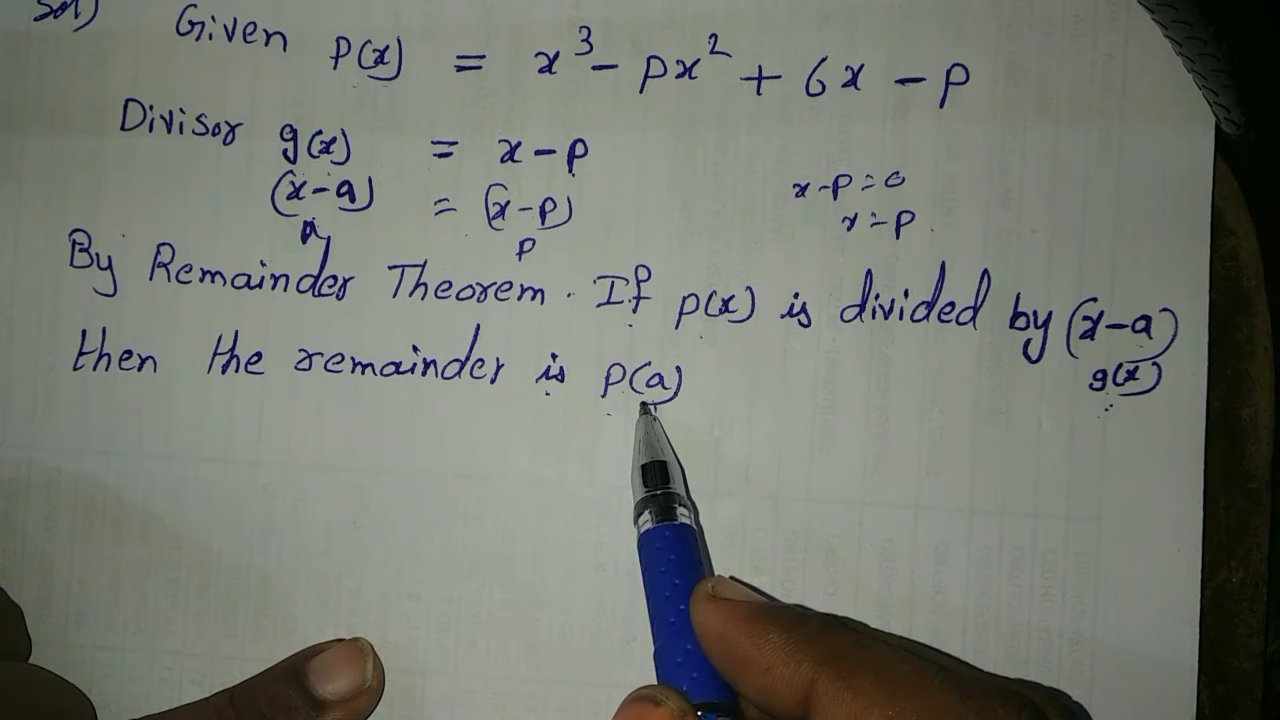 Sol)
Given p(x) = x³ - px² + 6x - p
Divisor g(x) = x - p
(x-a) = (x-p)
a p
x-p=0
x=p.
By Remainder Theorem. If p(x) is divided by (x-a)
g(x)
then the remainder is p(a)